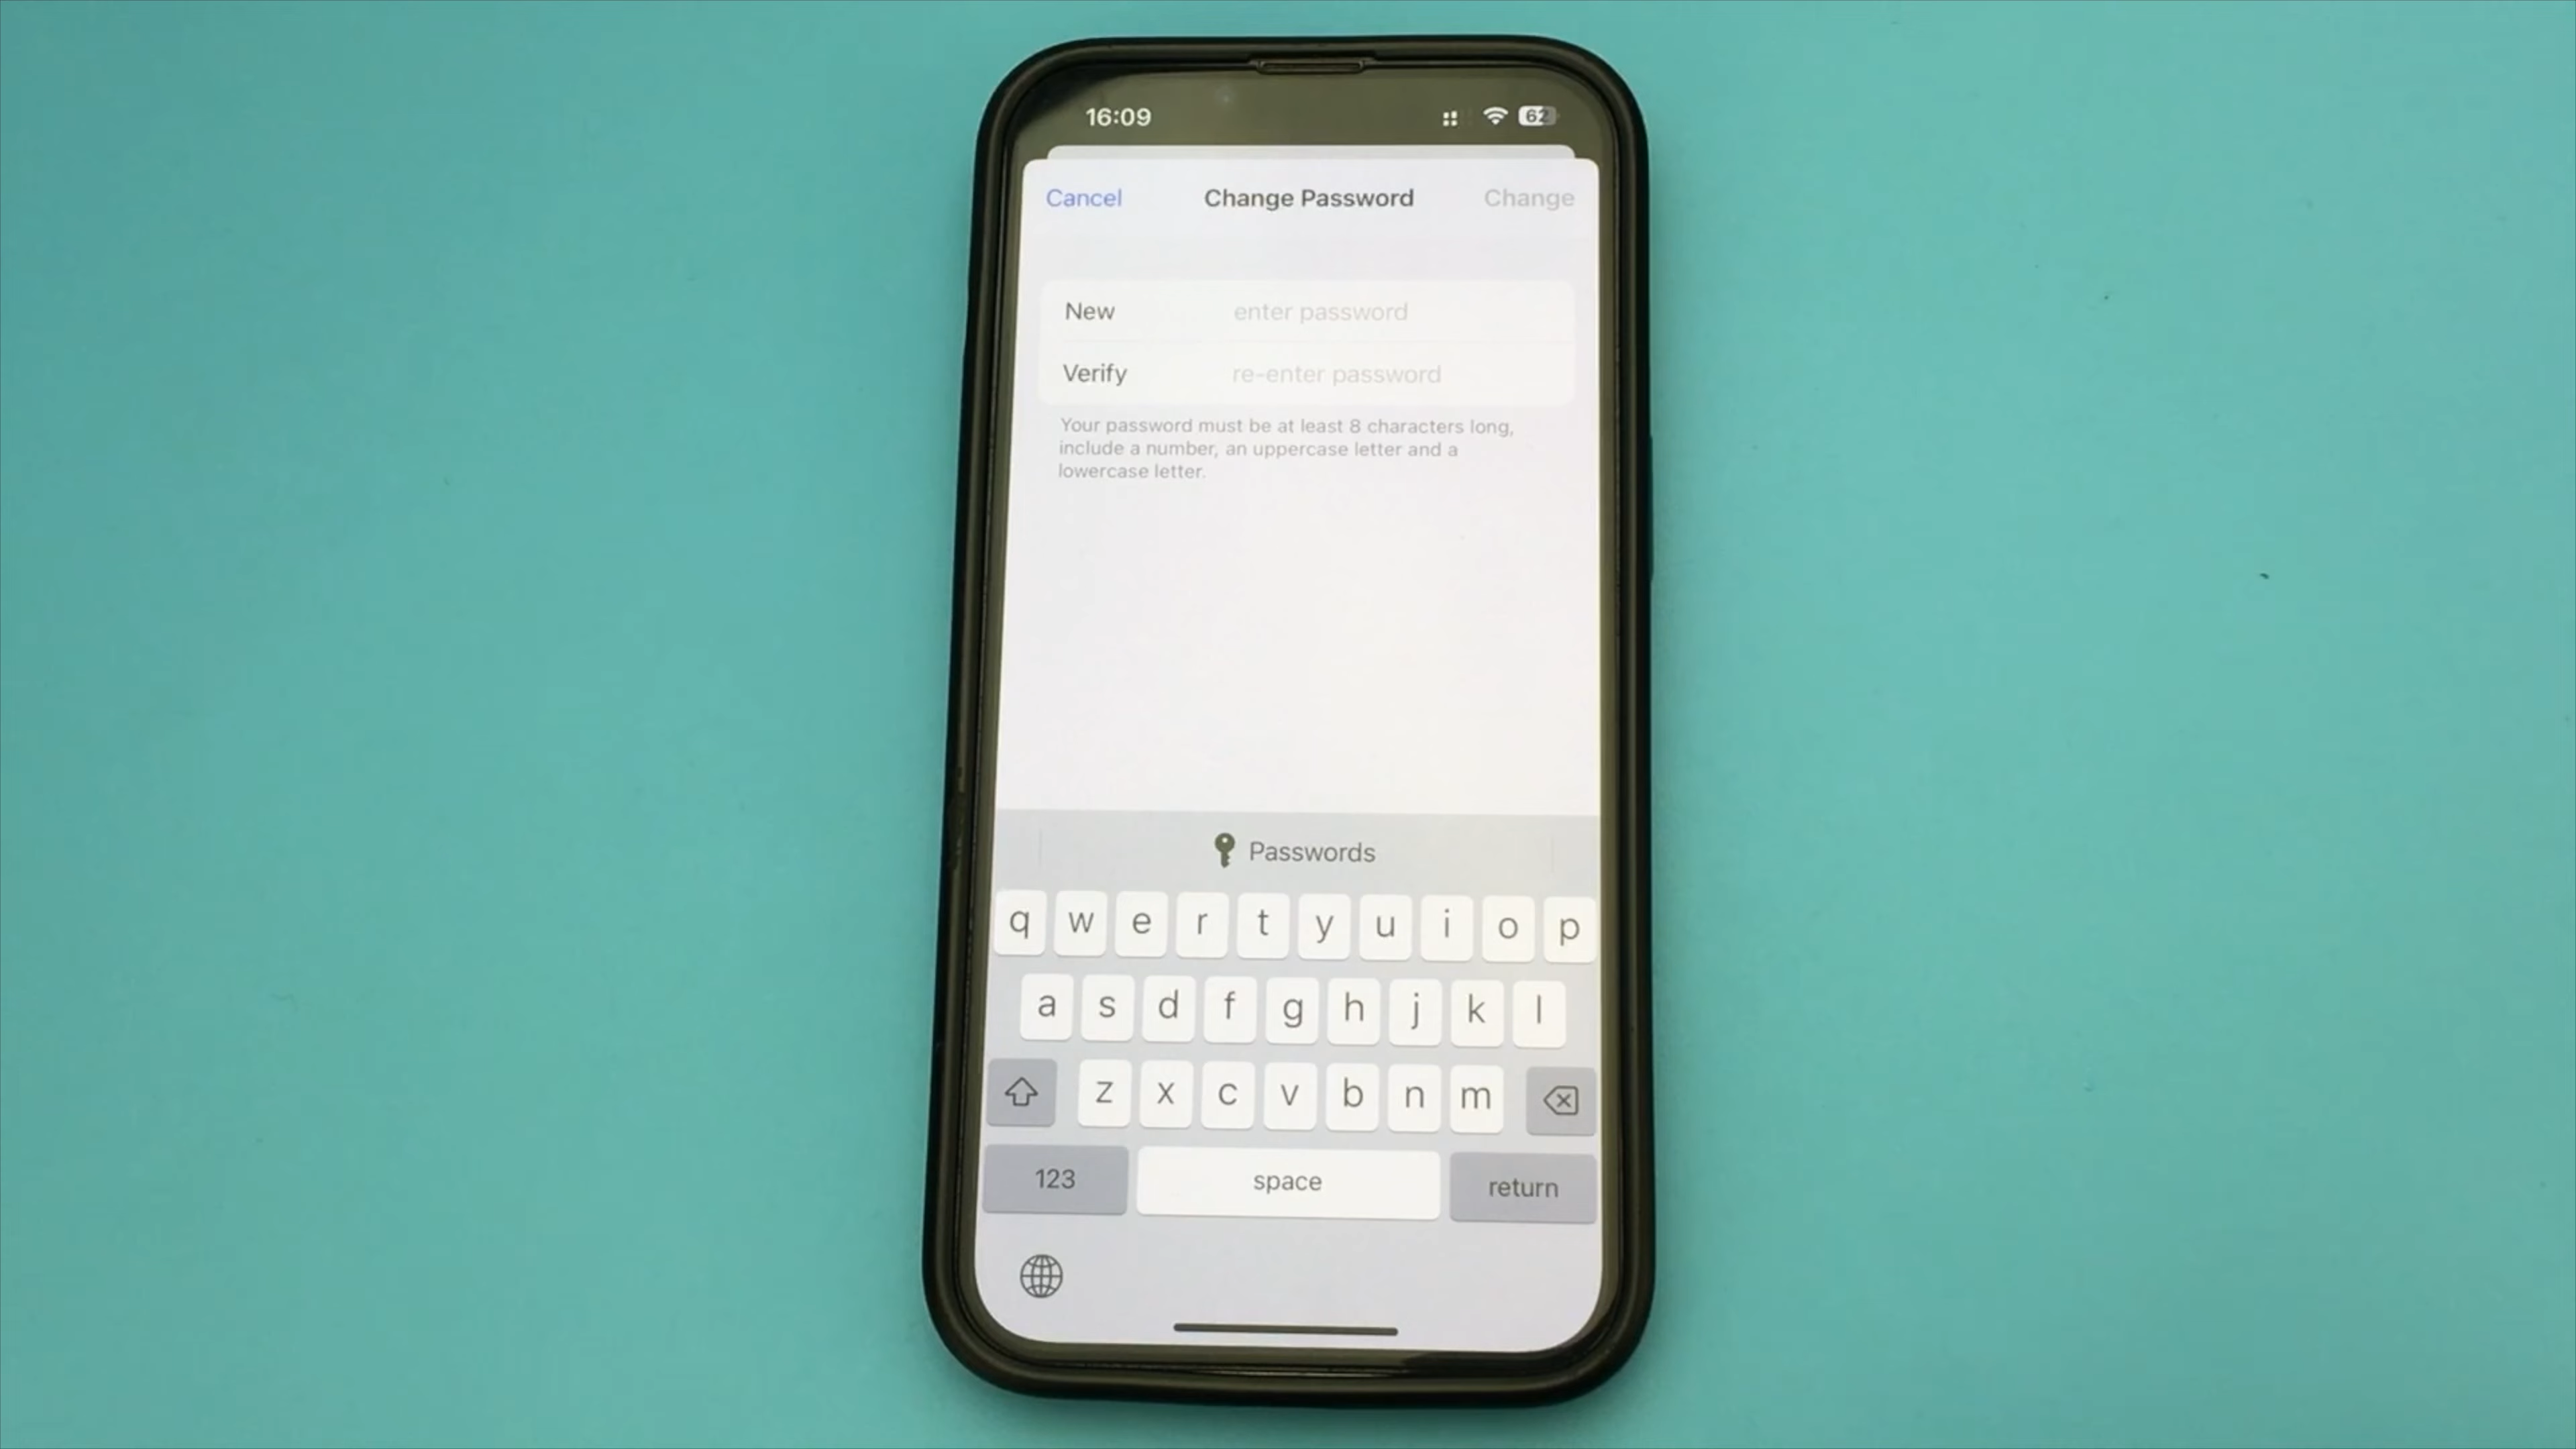 16:09
62
Cancel
Change Password
Change
New
enter password
Verify
re-enter password
Your password must be at least 8 characters long,
include a number, an uppercase letter and a
lowercase letter.
Passwords
q w e r t y u i o p
a s d f g h j k l
z x c v b n m
123
space
return